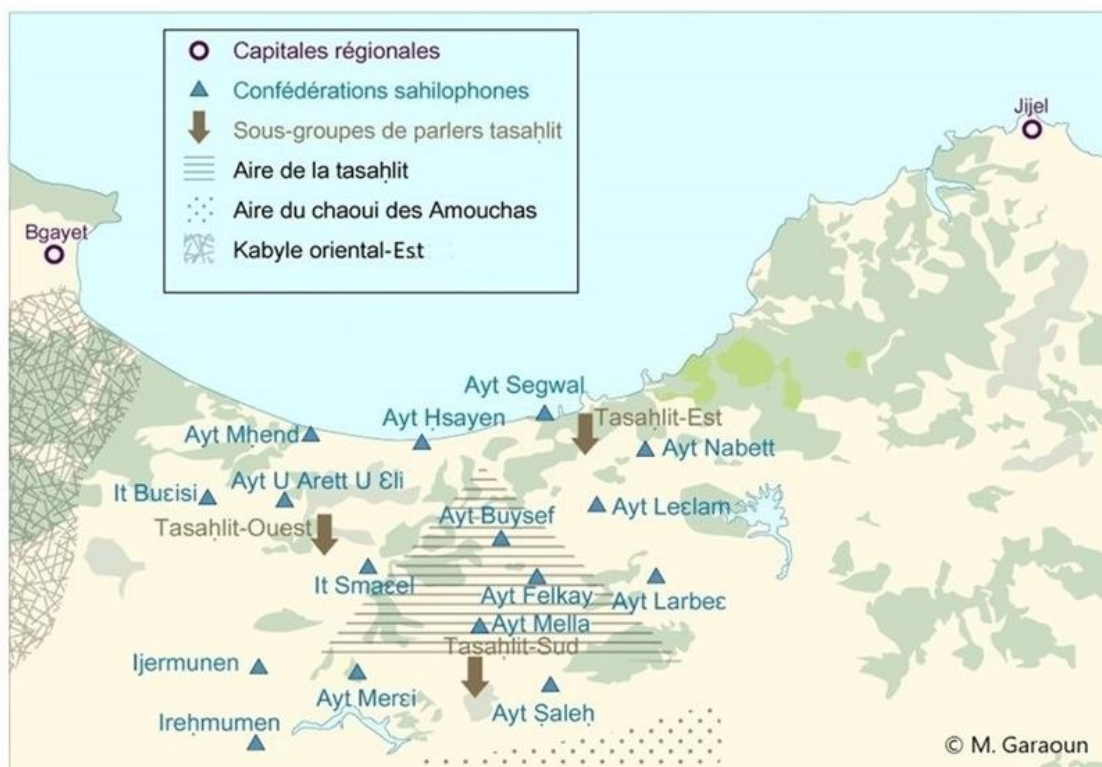 Capitales régionales
Confédérations sahilophones
Sous-groupes de parlers tasaḥlit
Aire de la tasaḥlit
Aire du chaoui des Amouchas
Kabyle oriental-Est
Jijel
Bgayet
Ayt Segwal
Ayt Ḥsayen
Tasaḥlit-Est
Ayt Mhend
Ayt Nabett
It Buɛisi
Ayt U Arett U Ɛli
Ayt Leɛlam
Tasaḥlit-Ouest
Ayt Buysef
It Smaɛel
Ayt Felkay
Ayt Larbeɛ
Ayt Mella
Tasaḥlit-Sud
Ijermunen
Ayt Merɛi
Ayt Ṣaleḥ
Ireḥmumen
© M. Garaoun